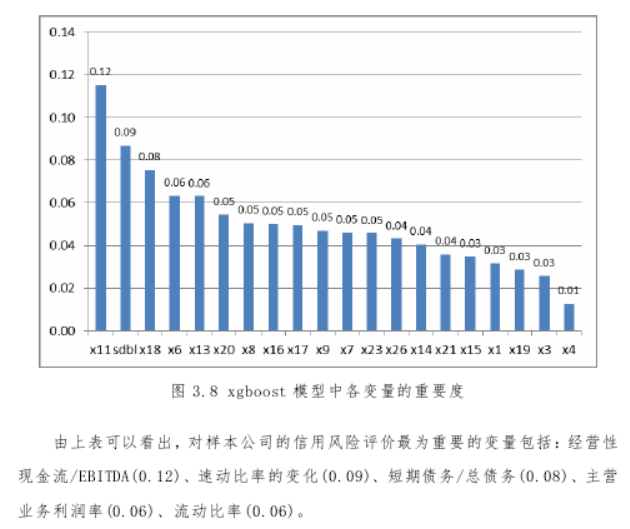 0.14
0.12
0.10
0.08
0.06
0.04
0.02
0.00
0.12
0.09
0.08
0.06 0.06
0.05
0.05 0.05 0.05
0.05 0.05 0.05
0.04 0.04
0.04 0.03
0.03 0.03 0.03
0.01
x11 sdbl x18 x6 x13 x20 x8 x16 x17 x9 x7 x23 x26 x14 x21 x15 x1 x19 x3 x4
图 3.8 xgboost 模型中各变量的重要度
由上表可以看出，对样本公司的信用风险评价最为重要的变量包括：经营性
现金流/EBITDA(0.12)、速动比率的变化(0.09)、短期债务/总债务(0.08)、主营
业务利润率(0.06)、流动比率(0.06)。